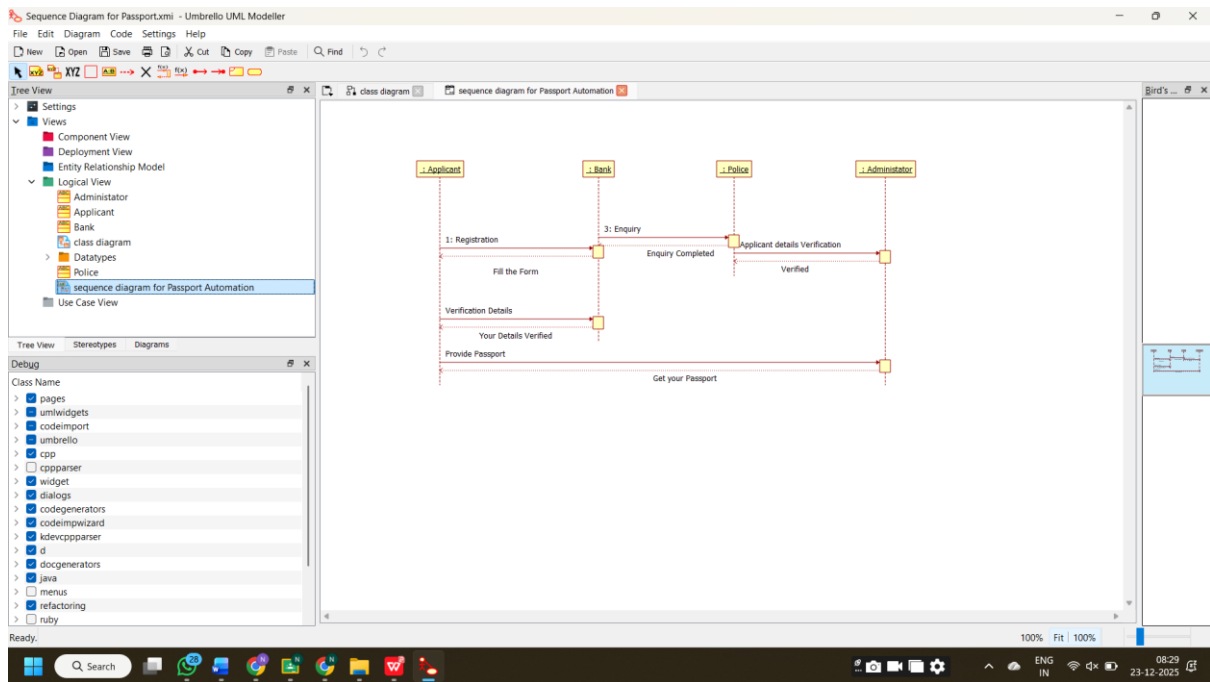 Sequence Diagram for Passport.xmi - Umbrello UML Modeller
File Edit Diagram Code Settings Help
New Open Save Cut Copy Paste Find
XYZ XYZ A:B f(x) f(x)
Tree View
class diagram sequence diagram for Passport Automation
Bird's ...
Settings
Views
Component View
Deployment View
Entity Relationship Model
Logical View
ABC Administator
ABC Applicant
ABC Bank
class diagram
Datatypes
ABC Police
sequence diagram for Passport Automation
Use Case View
Tree View Stereotypes Diagrams
Debug
Class Name
pages
umlwidgets
codeimport
umbrello
cpp
cppparser
widget
dialogs
codegenerators
codeimpwizard
kdevcppparser
d
docgenerators
java
menus
refactoring
ruby
: Applicant : Bank : Police : Administator
3: Enquiry
1: Registration
Applicant details Verification
Enquiry Completed
Fill the Form
Verified
Verification Details
Your Details Verified
Provide Passport
Get your Passport
Ready.
100% Fit 100%
Search
28
N
N
W
ENG
IN
08:29
23-12-2025